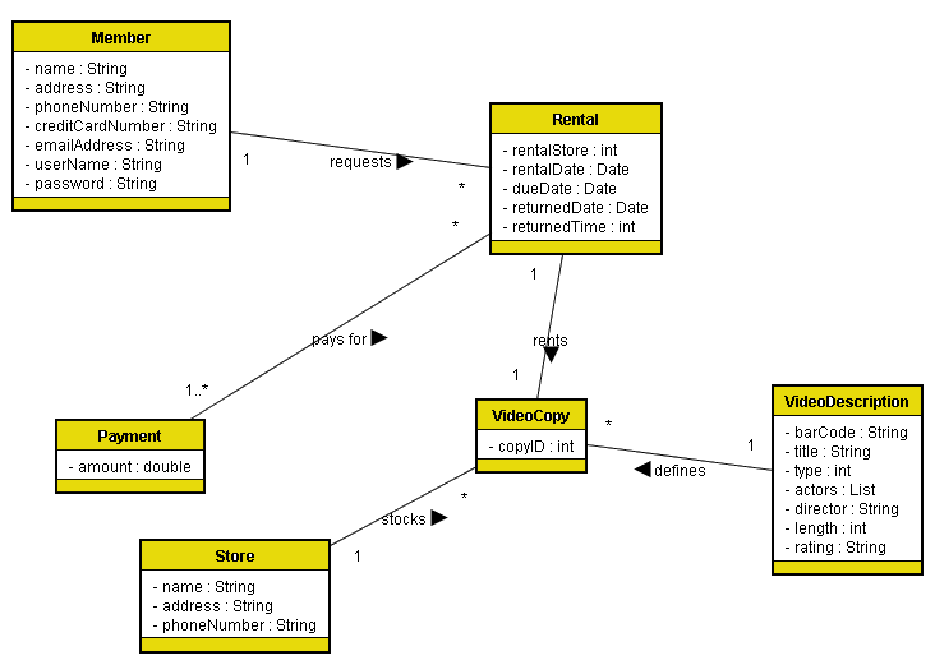 Member
- name : String
- address : String
- phoneNumber : String
- creditCardNumber : String
- emailAddress : String
- userName : String
- password : String
1
requests
*
Rental
- rentalStore : int
- rentalDate : Date
- dueDate : Date
- returnedDate : Date
- returnedTime : int
*
pays for
1..*
1
rents
1
Payment
- amount : double
VideoCopy
- copyID : int
*
defines
1
VideoDescription
- barCode : String
- title : String
- type : int
- actors : List
- director : String
- length : int
- rating : String
*
stocks
1
Store
- name : String
- address : String
- phoneNumber : String